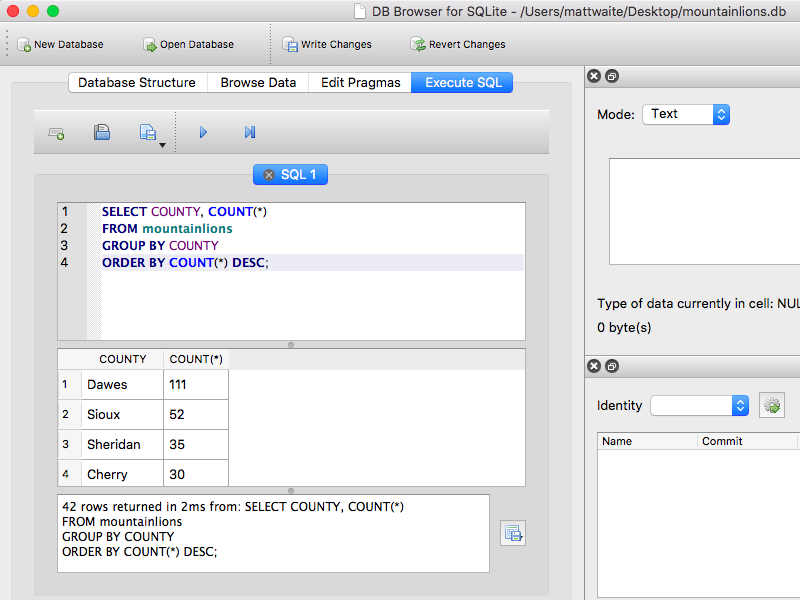 DB Browser for SQLite - /Users/mattwaite/Desktop/mountainlions.db
New Database Open Database Write Changes Revert Changes
Database Structure Browse Data Edit Pragmas Execute SQL
SQL 1
1 SELECT COUNTY, COUNT(*)
2 FROM mountainlions
3 GROUP BY COUNTY
4 ORDER BY COUNT(*) DESC;
COUNTY COUNT(*)
1 Dawes 111
2 Sioux 52
3 Sheridan 35
4 Cherry 30
42 rows returned in 2ms from: SELECT COUNTY, COUNT(*)
FROM mountainlions
GROUP BY COUNTY
ORDER BY COUNT(*) DESC;
Mode: Text
Type of data currently in cell: NUL
0 byte(s)
Identity
Name Commit